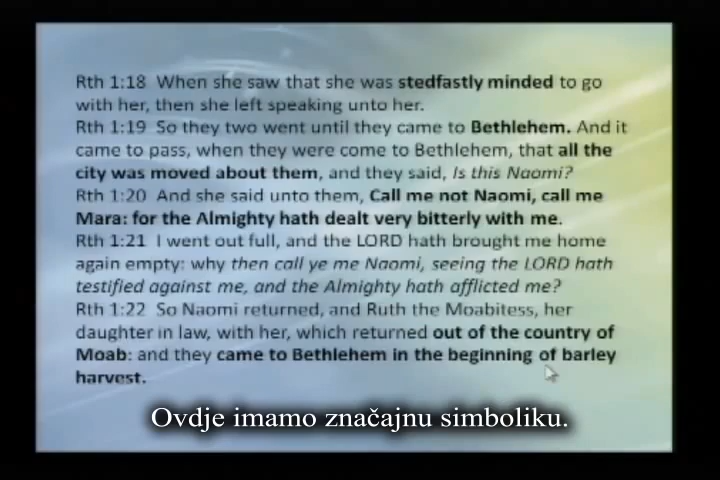 Rth 1:18 When she saw that she was stedfastly minded to go
with her, then she left speaking unto her.
Rth 1:19 So they two went until they came to Bethlehem. And it
came to pass, when they were come to Bethlehem, that all the
city was moved about them, and they said, Is this Naomi?
Rth 1:20 And she said unto them, Call me not Naomi, call me
Mara: for the Almighty hath dealt very bitterly with me.
Rth 1:21 I went out full, and the LORD hath brought me home
again empty: why then call ye me Naomi, seeing the LORD hath
testified against me, and the Almighty hath afflicted me?
Rth 1:22 So Naomi returned, and Ruth the Moabitess, her
daughter in law, with her, which returned out of the country of
Moab: and they came to Bethlehem in the beginning of barley
harvest.
Ovdje imamo značajnu simboliku.